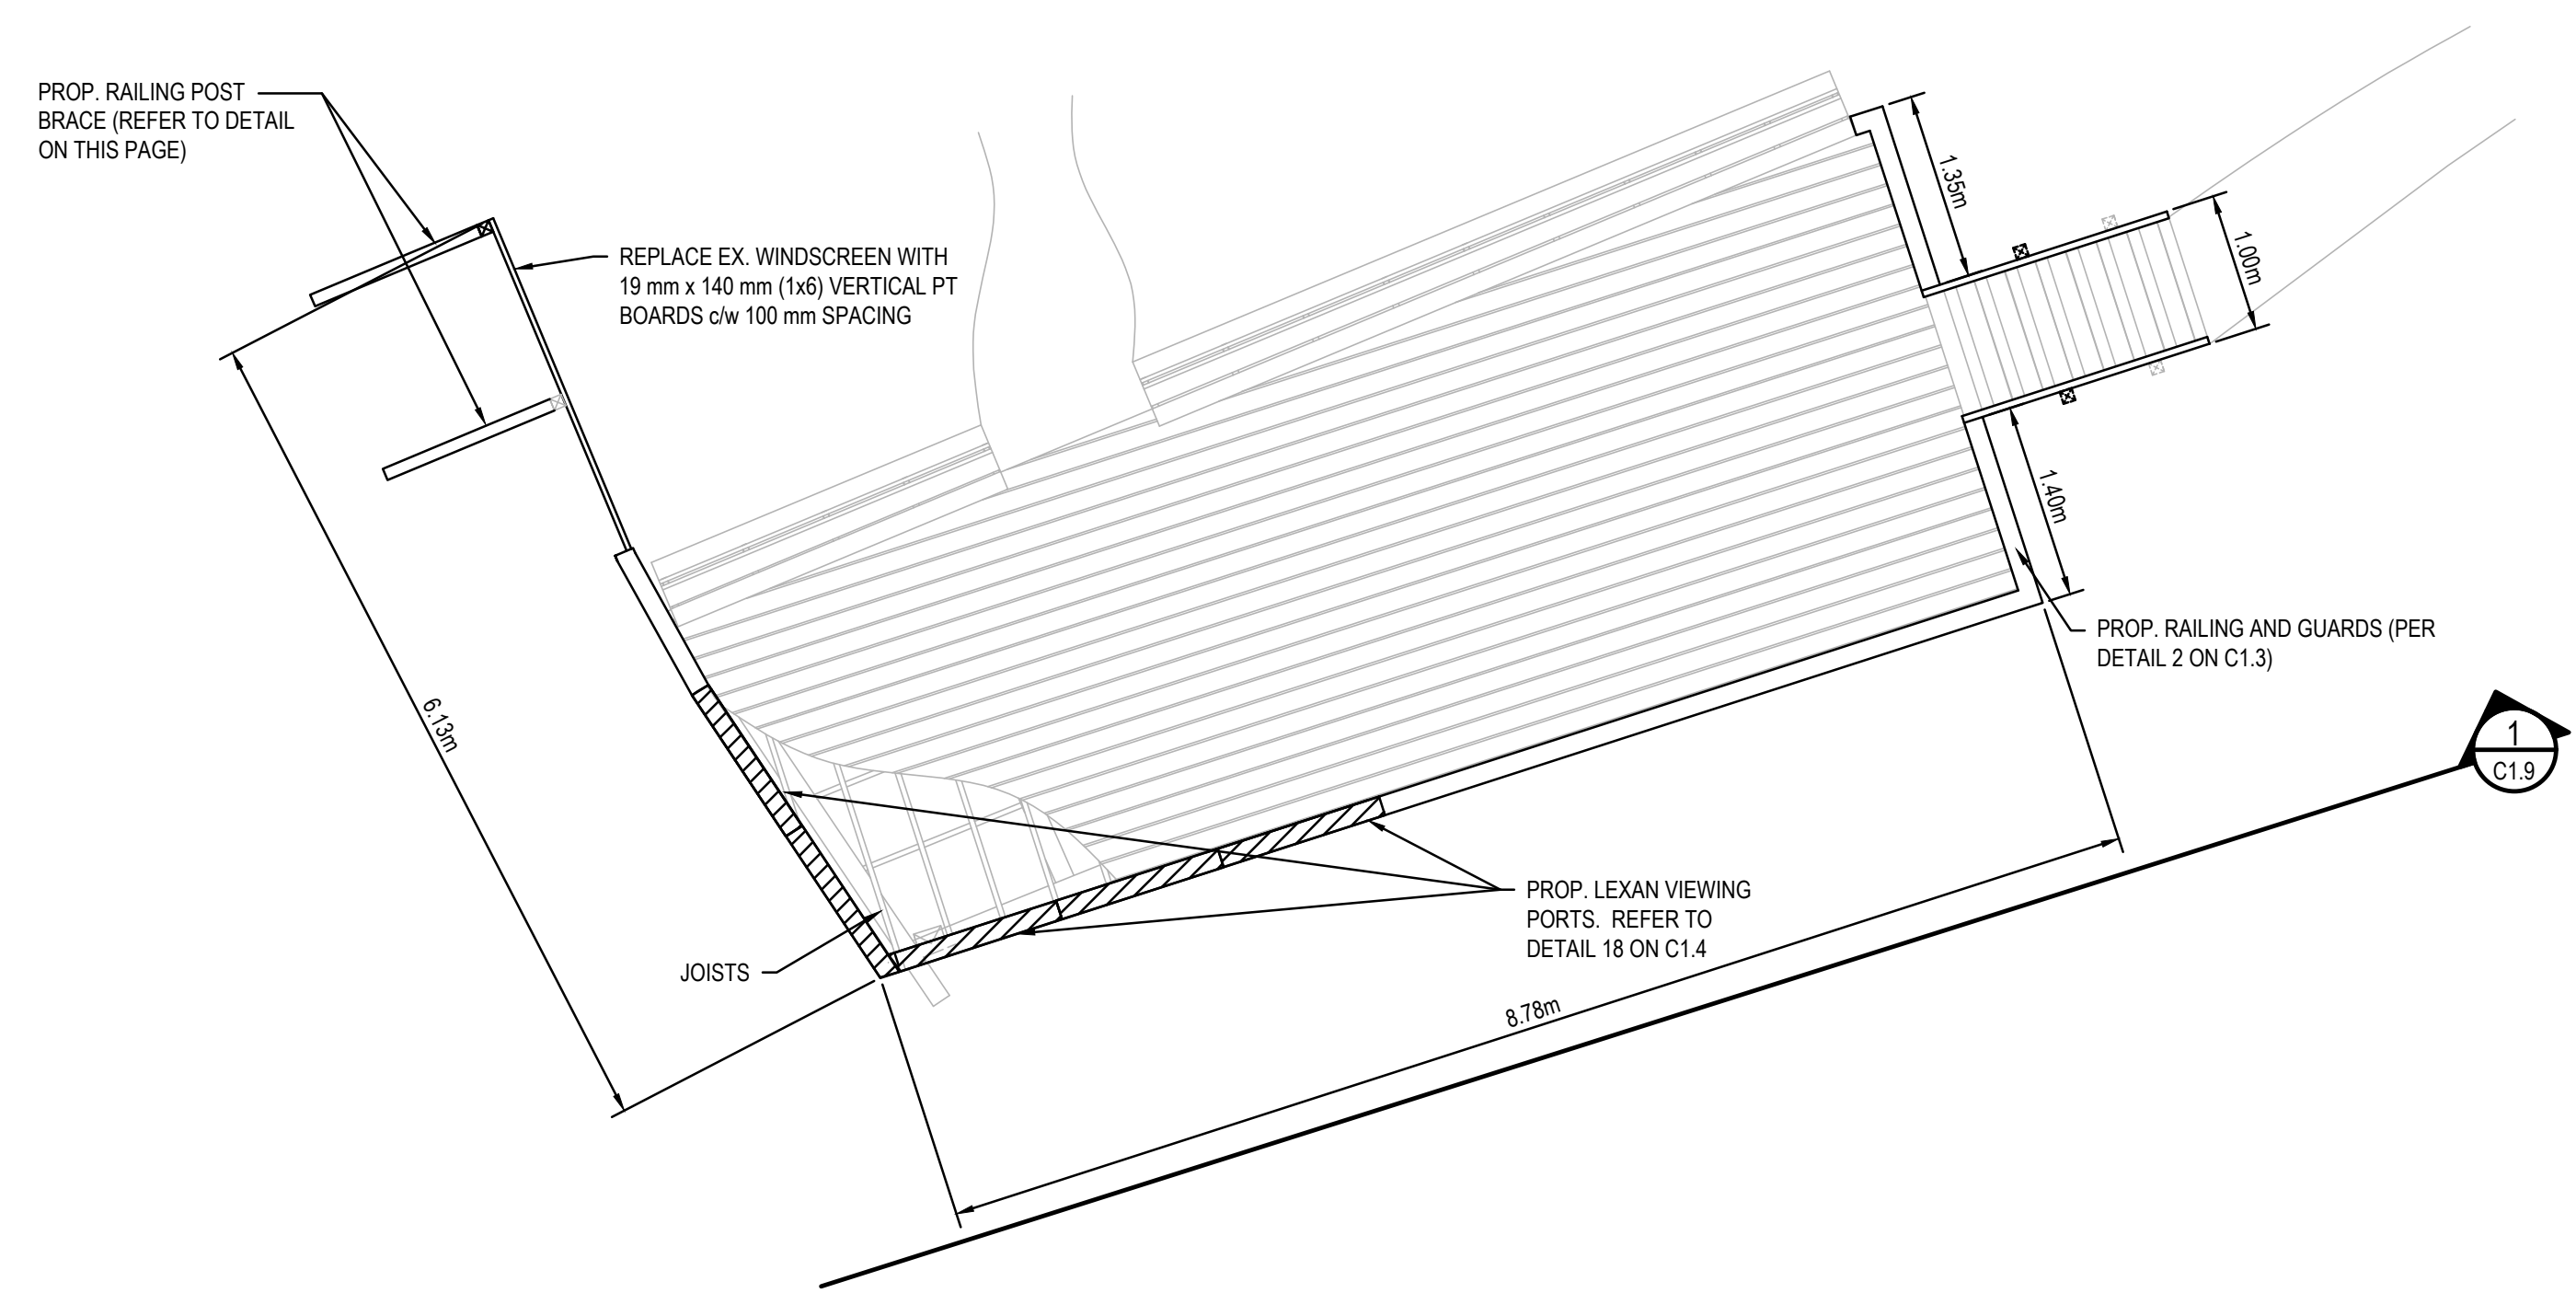 PROP. RAILING POST
BRACE (REFER TO DETAIL
ON THIS PAGE)
REPLACE EX. WINDSCREEN WITH
19 mm x 140 mm (1x6) VERTICAL PT
BOARDS c/w 100 mm SPACING
1.35m
1.00m
1.40m
PROP. RAILING AND GUARDS (PER
DETAIL 2 ON C1.3)
6.13m
1
C1.9
PROP. LEXAN VIEWING
PORTS. REFER TO
DETAIL 18 ON C1.4
JOISTS
8.78m